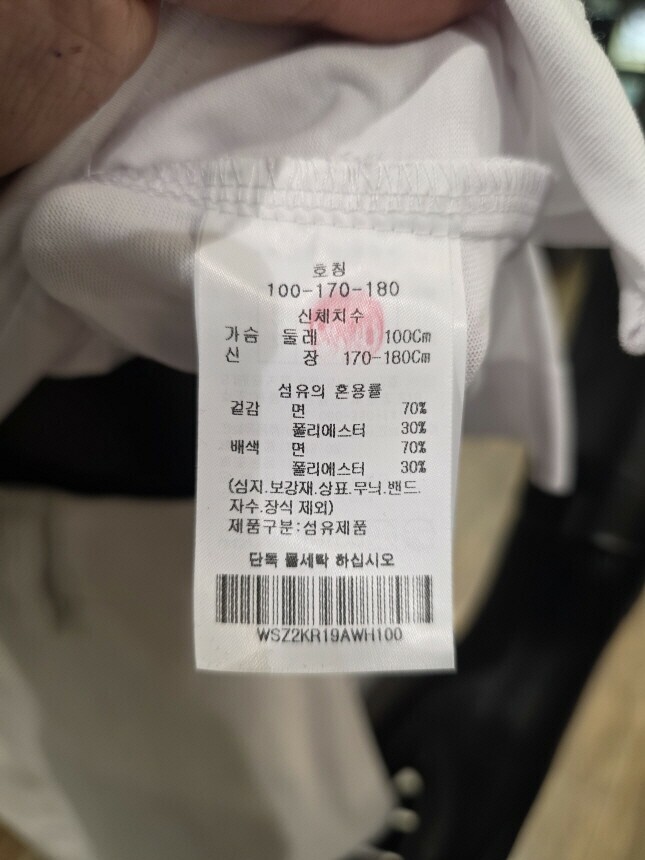 호칭
100-170-180
신체치수
가슴 둘레 100Cm
신 장 170-180Cm
섬유의 혼용률
겉감 면 70%
폴리에스터 30%
배색 면 70%
폴리에스터 30%
(심지.보강재.상표.무늬.밴드.
자수.장식 제외)
제품구분:섬유제품
단독 물세탁 하십시오
WSZ2KR19AWH100